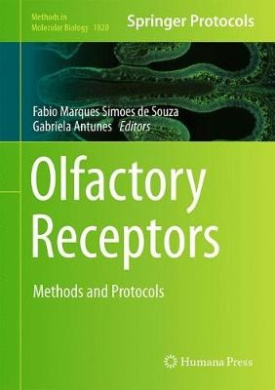 Methods in
Molecular Biology 1820
Springer Protocols
Fabio Marques Simoes de Souza
Gabriela Antunes Editors
Olfactory
Receptors
Methods and Protocols
Humana Press